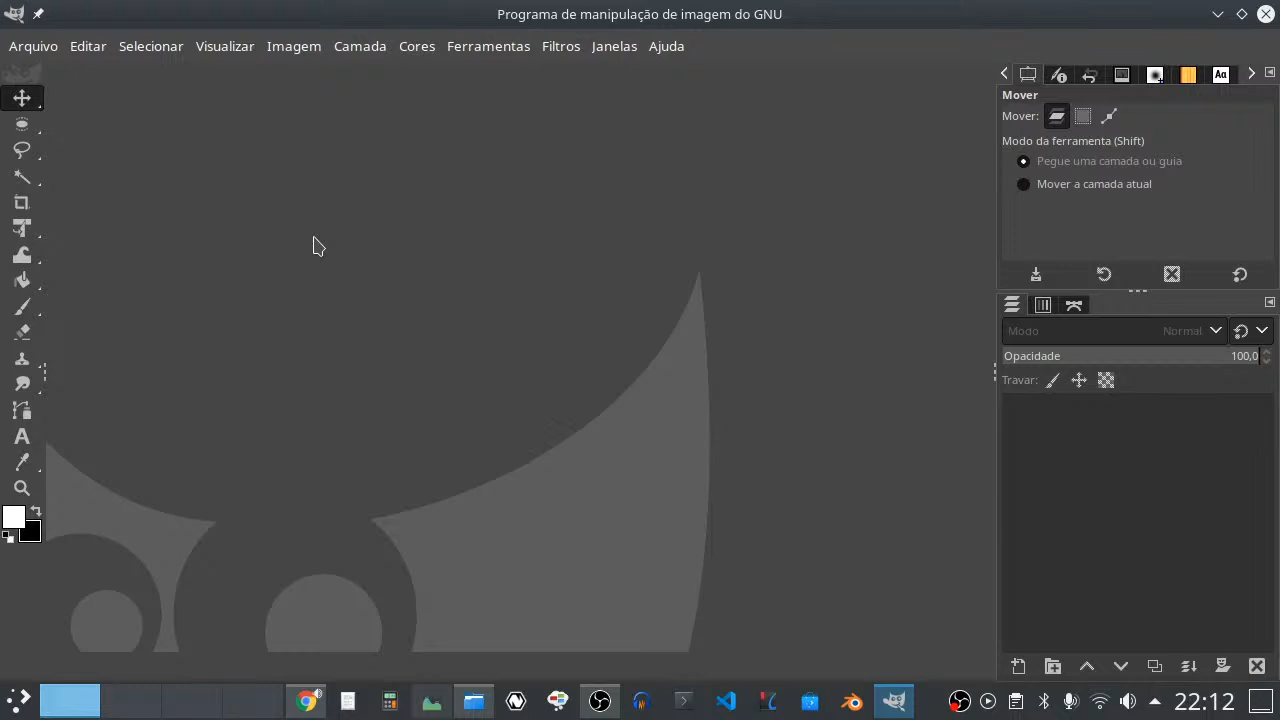 Programa de manipulação de imagem do GNU
Arquivo Editar Selecionar Visualizar Imagem Camada Cores Ferramentas Filtros Janelas Ajuda
Aa
Mover
Mover:
Modo da ferramenta (Shift)
Pegue uma camada ou guia
Mover a camada atual
Modo Normal
Opacidade 100,0
Travar:
A
22:12